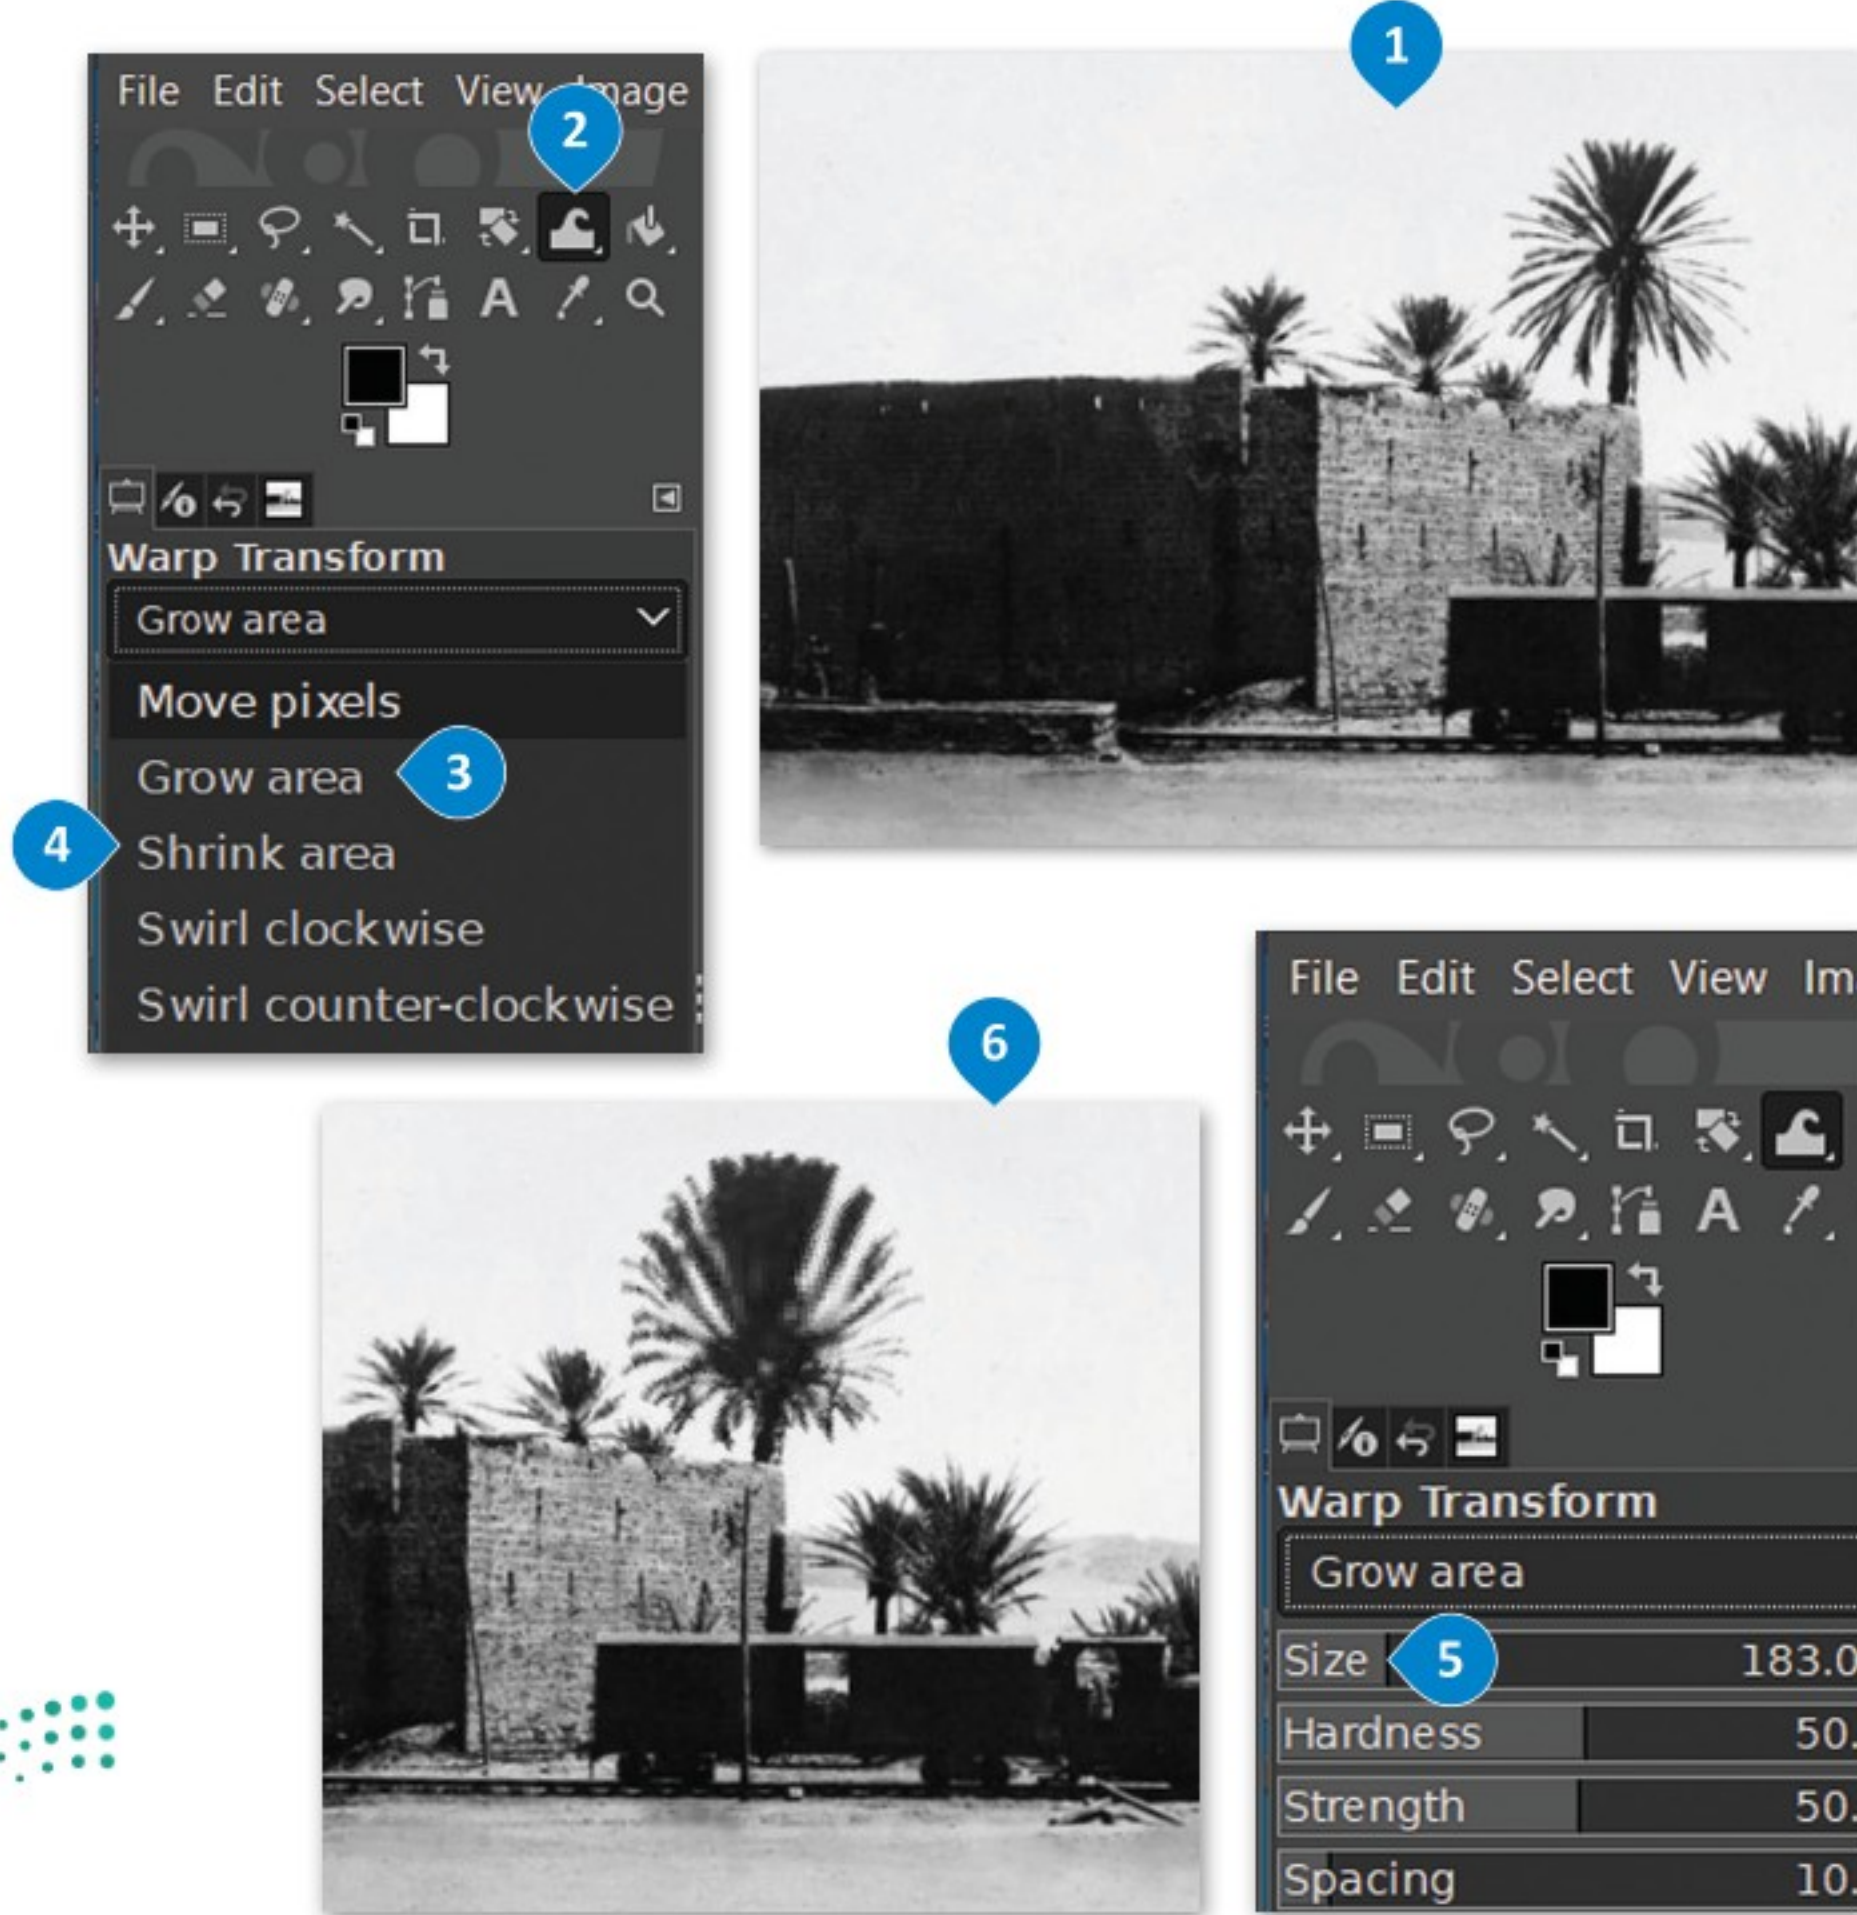 1
File Edit Select View Image
2
A
Warp Transform
Grow area
Move pixels
Grow area
3
4
Shrink area
Swirl clockwise
Swirl counter-clockwise
6
File Edit Select View Im
A
Warp Transform
Grow area
Size 5 183.0
Hardness 50.
Strength 50.
Spacing 10.